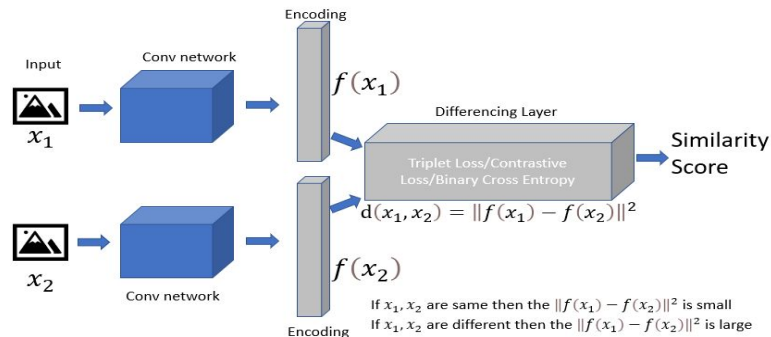 Encoding
Conv network
Input
f(x₁)
x₁
Differencing Layer
Triplet Loss/Contrastive
Loss/Binary Cross Entropy
Similarity
Score
d(x₁, x₂) = ‖f(x₁) − f(x₂)‖²
x₂
f(x₂)
Conv network
Encoding
If x₁, x₂ are same then the ‖f(x₁) − f(x₂)‖² is small
If x₁, x₂ are different then the ‖f(x₁) − f(x₂)‖² is large